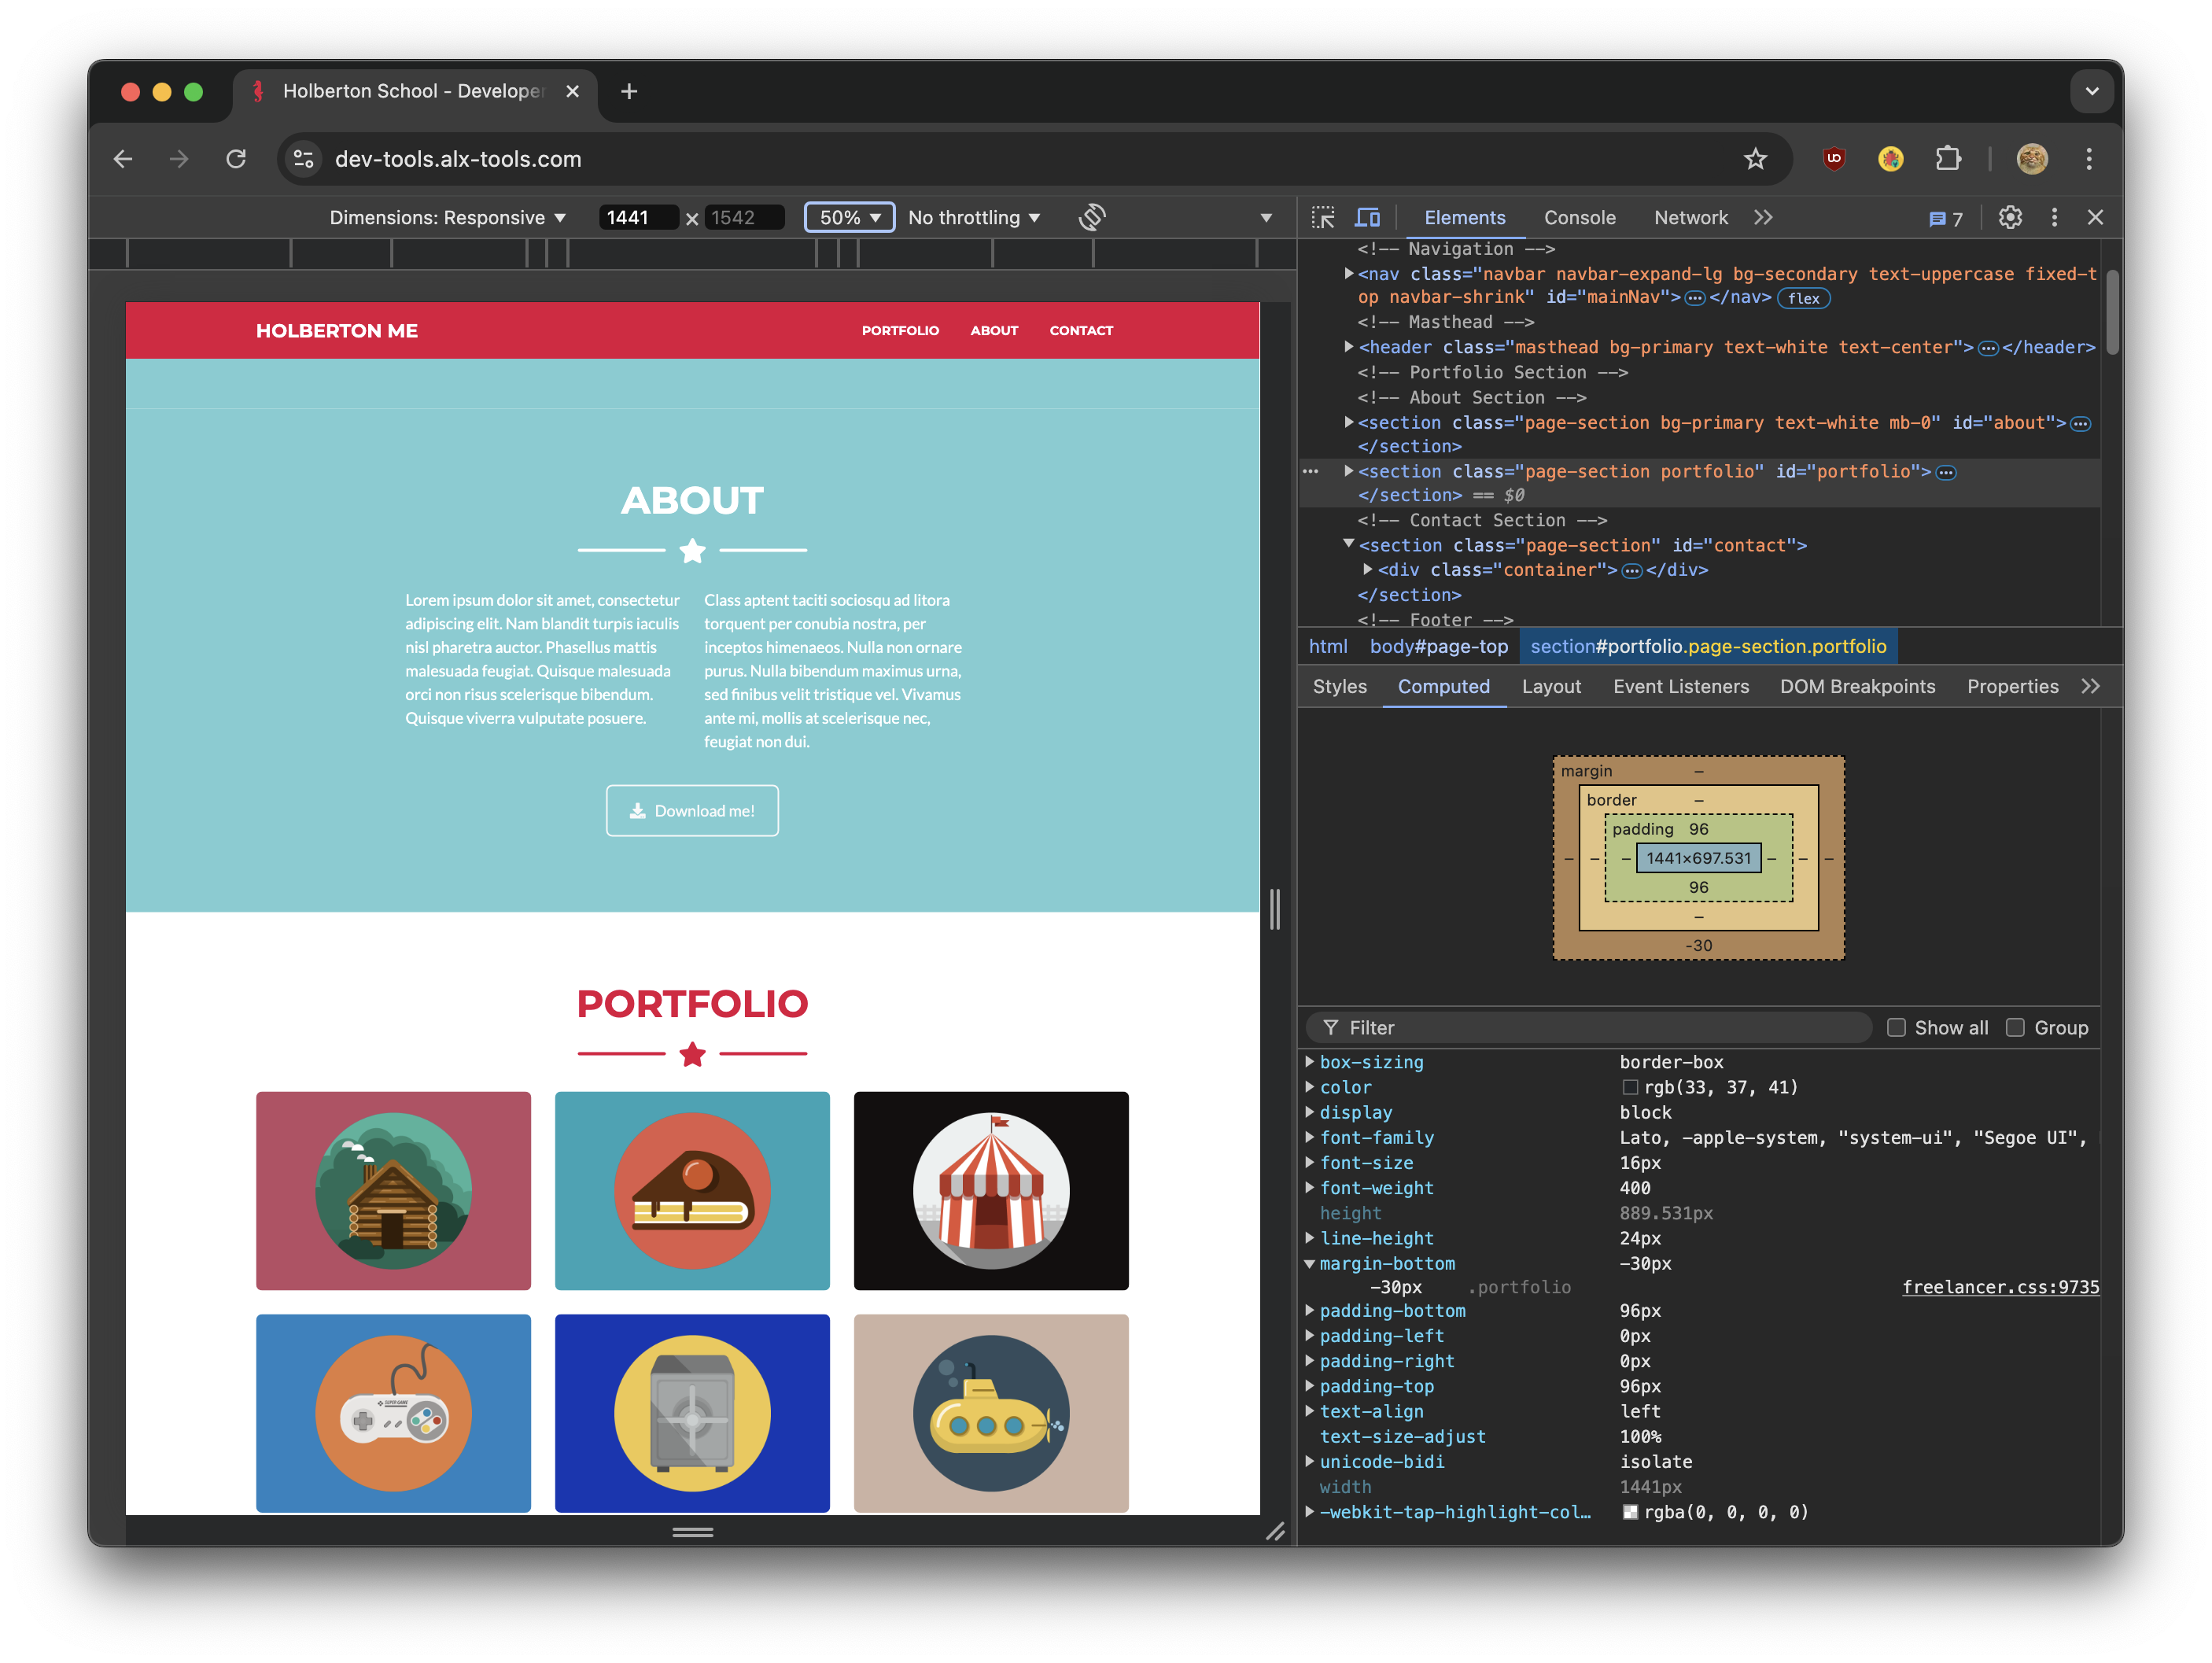 Holberton School - Develope
dev-tools.alx-tools.com
Dimensions: Responsive 1441 x 1542 50% No throttling
HOLBERTON ME PORTFOLIO ABOUT CONTACT
ABOUT
Lorem ipsum dolor sit amet, consectetur
adipiscing elit. Nam blandit turpis iaculis
nisl pharetra auctor. Phasellus mattis
malesuada feugiat. Quisque malesuada
orci non risus scelerisque bibendum.
Quisque viverra vulputate posuere.
Class aptent taciti sociosqu ad litora
torquent per conubia nostra, per
inceptos himenaeos. Nulla non ornare
purus. Nulla bibendum maximus urna,
sed finibus velit tristique vel. Vivamus
ante mi, mollis at scelerisque nec,
feugiat non dui.
Download me!
PORTFOLIO
SUPER GAME
Elements Console Network 7
<!-- Navigation -->
<nav class="navbar navbar-expand-lg bg-secondary text-uppercase fixed-t
op navbar-shrink" id="mainNav">…</nav> flex
<!-- Masthead -->
<header class="masthead bg-primary text-white text-center">…</header>
<!-- Portfolio Section -->
<!-- About Section -->
<section class="page-section bg-primary text-white mb-0" id="about">…
</section>
<section class="page-section portfolio" id="portfolio">…
</section> == $0
<!-- Contact Section -->
<section class="page-section" id="contact">
<div class="container">…</div>
</section>
<!-- Footer -->
html body#page-top section#portfolio.page-section.portfolio
Styles Computed Layout Event Listeners DOM Breakpoints Properties
margin –
border –
padding 96
– – – 1441×697.531 – – –
96
–
-30
Filter Show all Group
box-sizing border-box
color rgb(33, 37, 41)
display block
font-family Lato, -apple-system, "system-ui", "Segoe UI",
font-size 16px
font-weight 400
height 889.531px
line-height 24px
margin-bottom -30px
-30px .portfolio freelancer.css:9735
padding-bottom 96px
padding-left 0px
padding-right 0px
padding-top 96px
text-align left
text-size-adjust 100%
unicode-bidi isolate
width 1441px
-webkit-tap-highlight-col… rgba(0, 0, 0, 0)